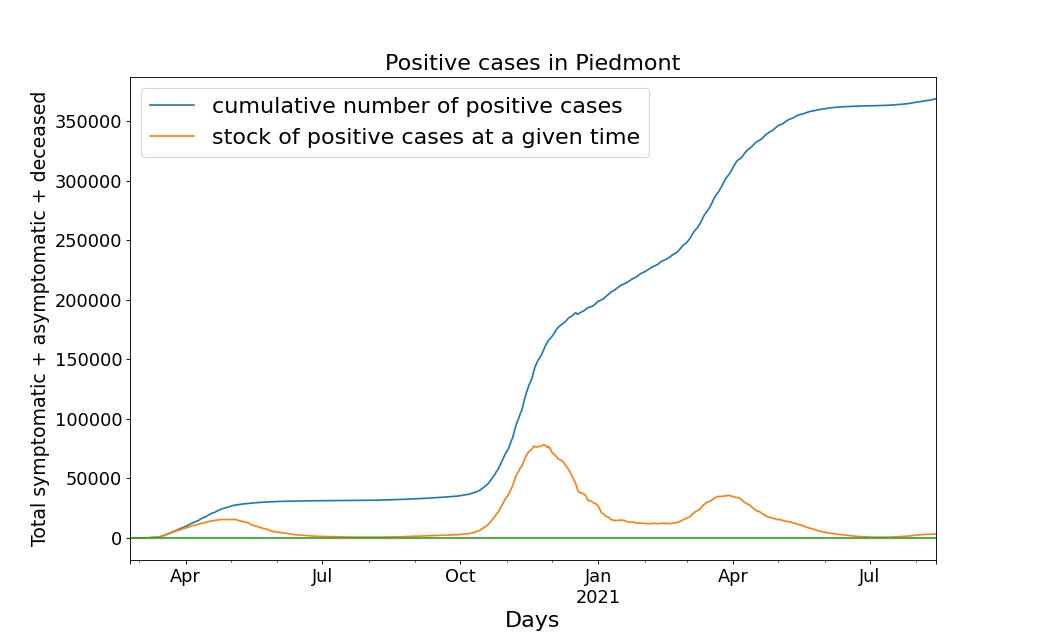 Positive cases in Piedmont
cumulative number of positive cases
stock of positive cases at a given time
Total symptomatic + asymptomatic + deceased
350000
300000
250000
200000
150000
100000
50000
0
Apr
Jul
Oct
Jan
2021
Apr
Jul
Days